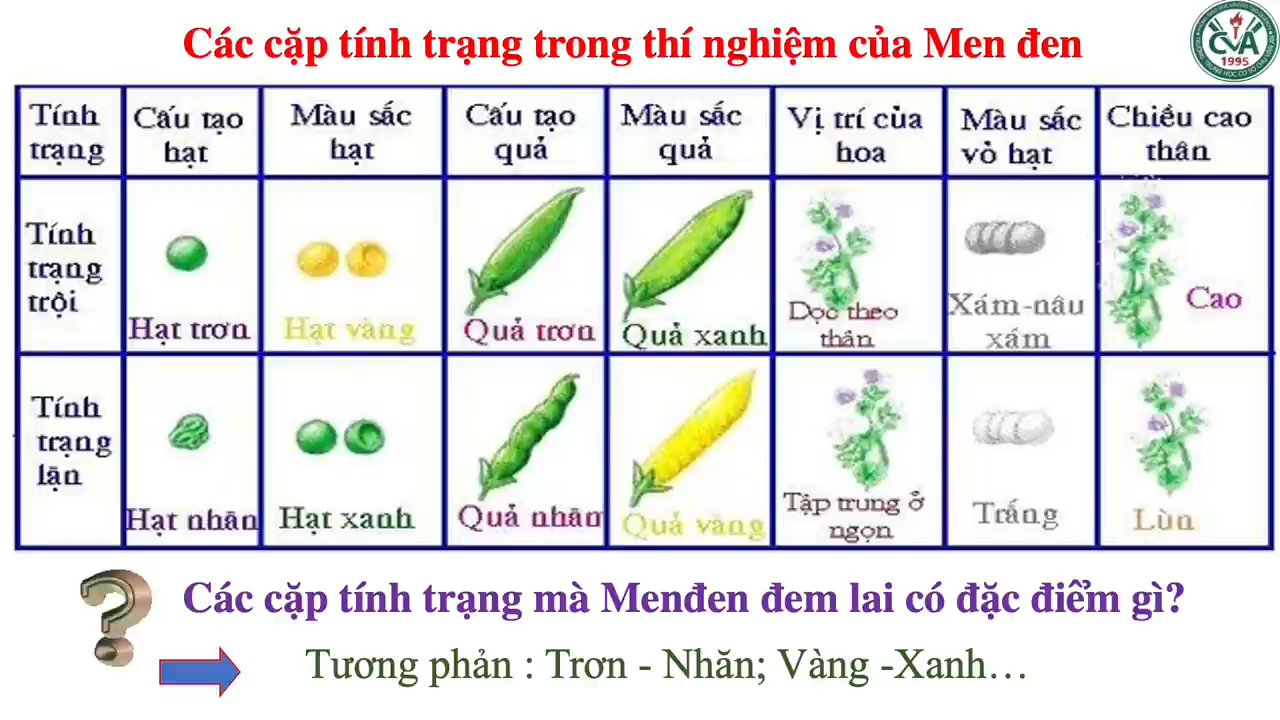 Các cặp tính trạng trong thí nghiệm của Men đen
CVA
1995
Tính
trạng
Cấu tạo
hạt
Màu sắc
hạt
Cấu tạo
quả
Màu sắc
quả
Vị trí của
hoa
Màu sắc
vỏ hạt
Chiều cao
thân
Tính
trạng
trội
Hạt trơn
Hạt vàng
Quả trơn
Quả xanh
Dọc theo
thân
Xám-nâu
xám
Cao
Tính
trạng
lặn
Hạt nhăn
Hạt xanh
Quả nhăn
Quả vàng
Tập trung ở
ngọn
Trắng
Lùn
Các cặp tính trạng mà Menđen đem lai có đặc điểm gì?
Tương phản : Trơn - Nhăn; Vàng -Xanh…